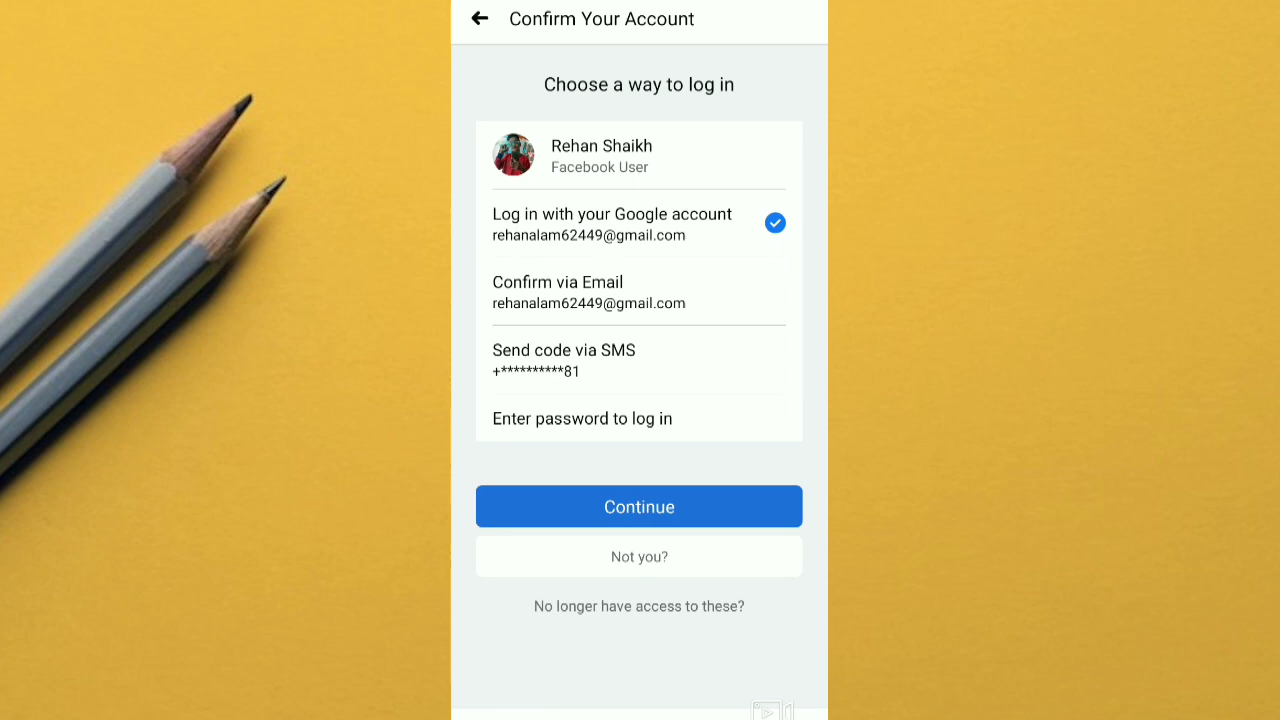 Confirm Your Account
Choose a way to log in
Rehan Shaikh
Facebook User
Log in with your Google account
rehanalam62449@gmail.com
Confirm via Email
rehanalam62449@gmail.com
Send code via SMS
+**********81
Enter password to log in
Continue
Not you?
No longer have access to these?